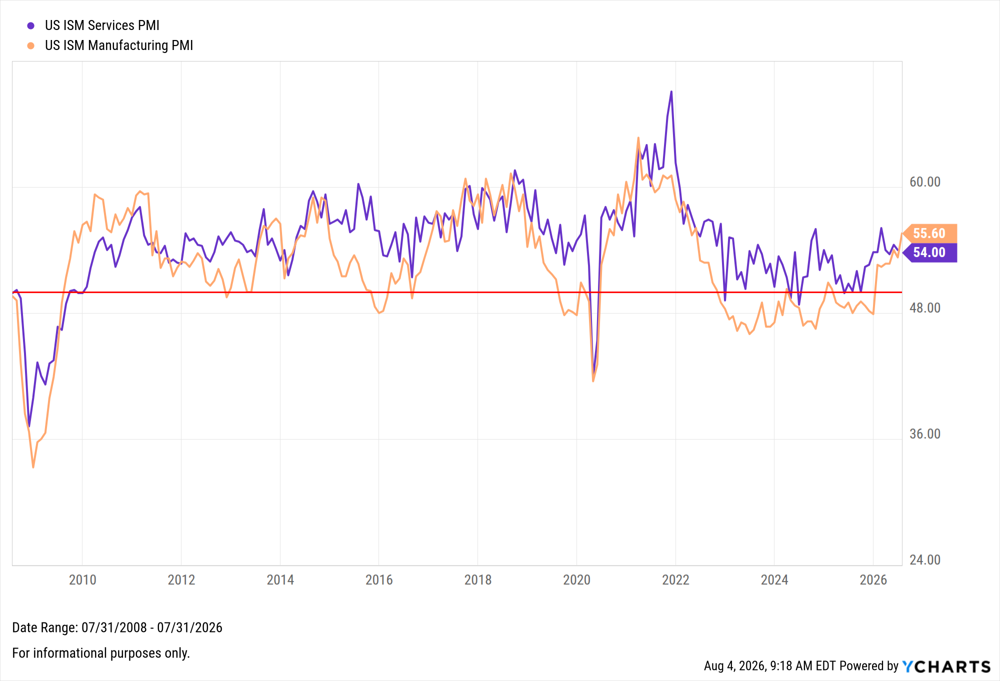 US ISM Services PMI
US ISM Manufacturing PMI
60.00
55.60
54.00
48.00
36.00
24.00
2010 2012 2014 2016 2018 2020 2022 2024 2026
Date Range: 07/31/2008 - 07/31/2026
For informational purposes only.
Aug 4, 2026, 9:18 AM EDT Powered by YCHARTS